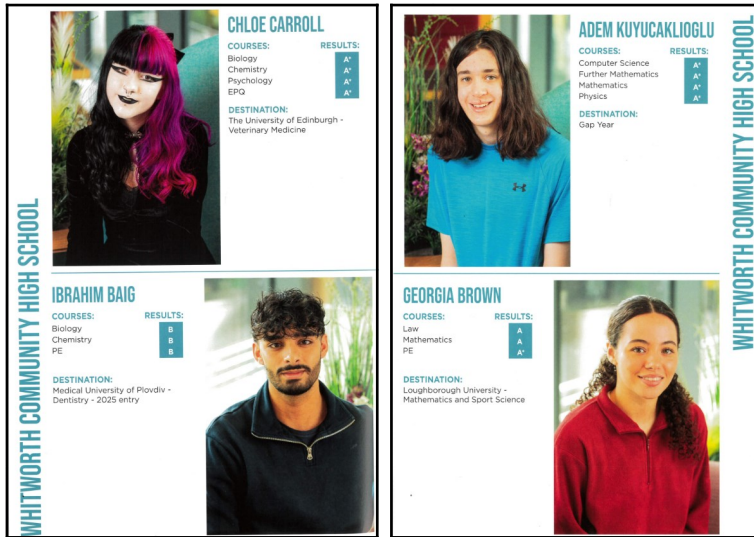 WHITWORTH COMMUNITY HIGH SCHOOL
CHLOE CARROLL
COURSES: RESULTS:
Biology A*
Chemistry A*
Psychology A*
EPQ A*
DESTINATION:
The University of Edinburgh -
Veterinary Medicine
IBRAHIM BAIG
COURSES: RESULTS:
Biology B
Chemistry B
PE B
DESTINATION:
Medical University of Plovdiv -
Dentistry - 2025 entry
ADEM KUYUCAKLIOGLU
COURSES: RESULTS:
Computer Science A*
Further Mathematics A*
Mathematics A*
Physics A*
DESTINATION:
Gap Year
GEORGIA BROWN
COURSES: RESULTS:
Law A
Mathematics A
PE A*
DESTINATION:
Loughborough University -
Mathematics and Sport Science
WHITWORTH COMMUNITY HIGH SCHOOL